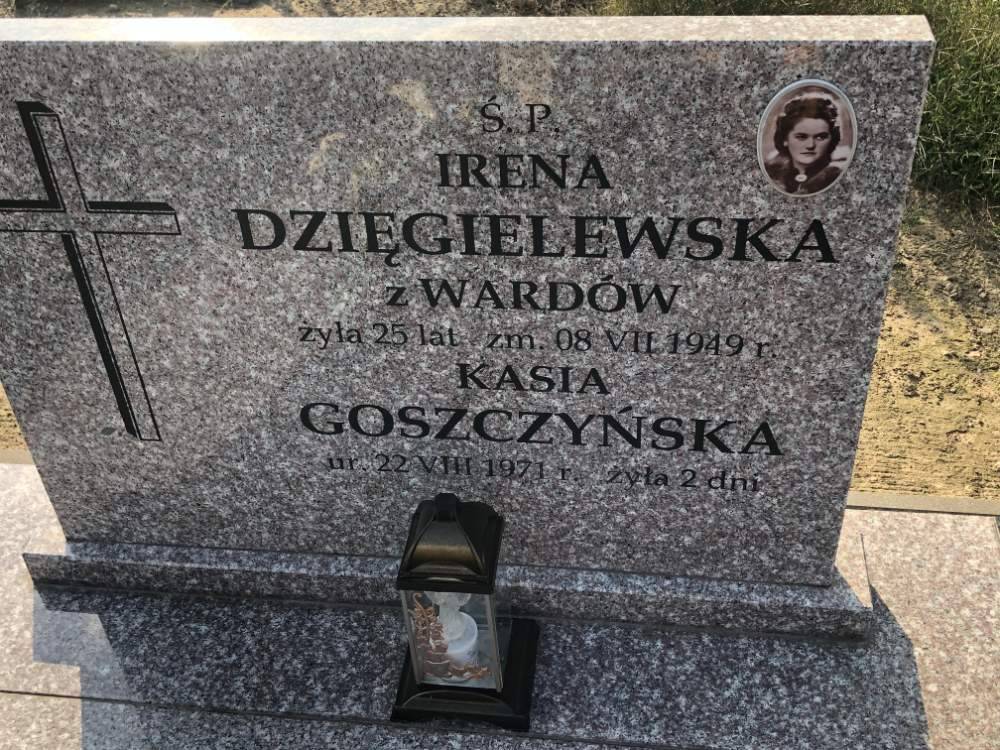 Ś. P.
IRENA
DZIĘGIELEWSKA
z WARDÓW
żyła 25 lat zm. 08 VII 1949 r.
KASIA
GOSZCZYŃSKA
ur. 22 VIII 1971 r. żyła 2 dni